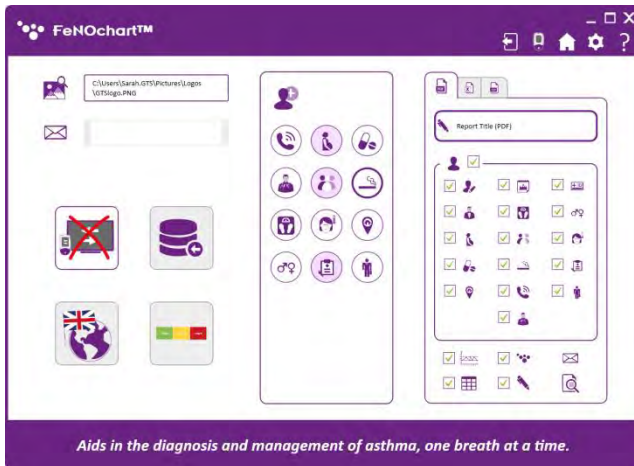 FeNOchart™
?
C:\Users\Sarah.GTS\Pictures\Logos
\GTSlogo.PNG
Report Title (PDF)
Aids in the diagnosis and management of asthma, one breath at a time.